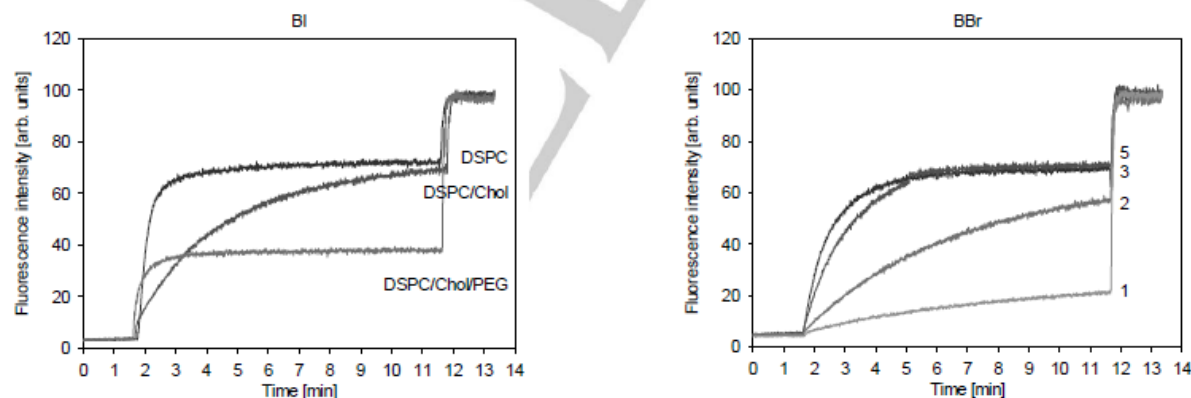 BI
Fluorescence intensity [arb. units]
120
100
80
60
40
20
0
DSPC
DSPC/Chol
DSPC/Chol/PEG
0 1 2 3 4 5 6 7 8 9 10 11 12 13 14
Time [min]
BBr
Fluorescence intensity [arb. units]
120
100
80
60
40
20
0
5
3
2
1
0 1 2 3 4 5 6 7 8 9 10 11 12 13 14
Time [min]